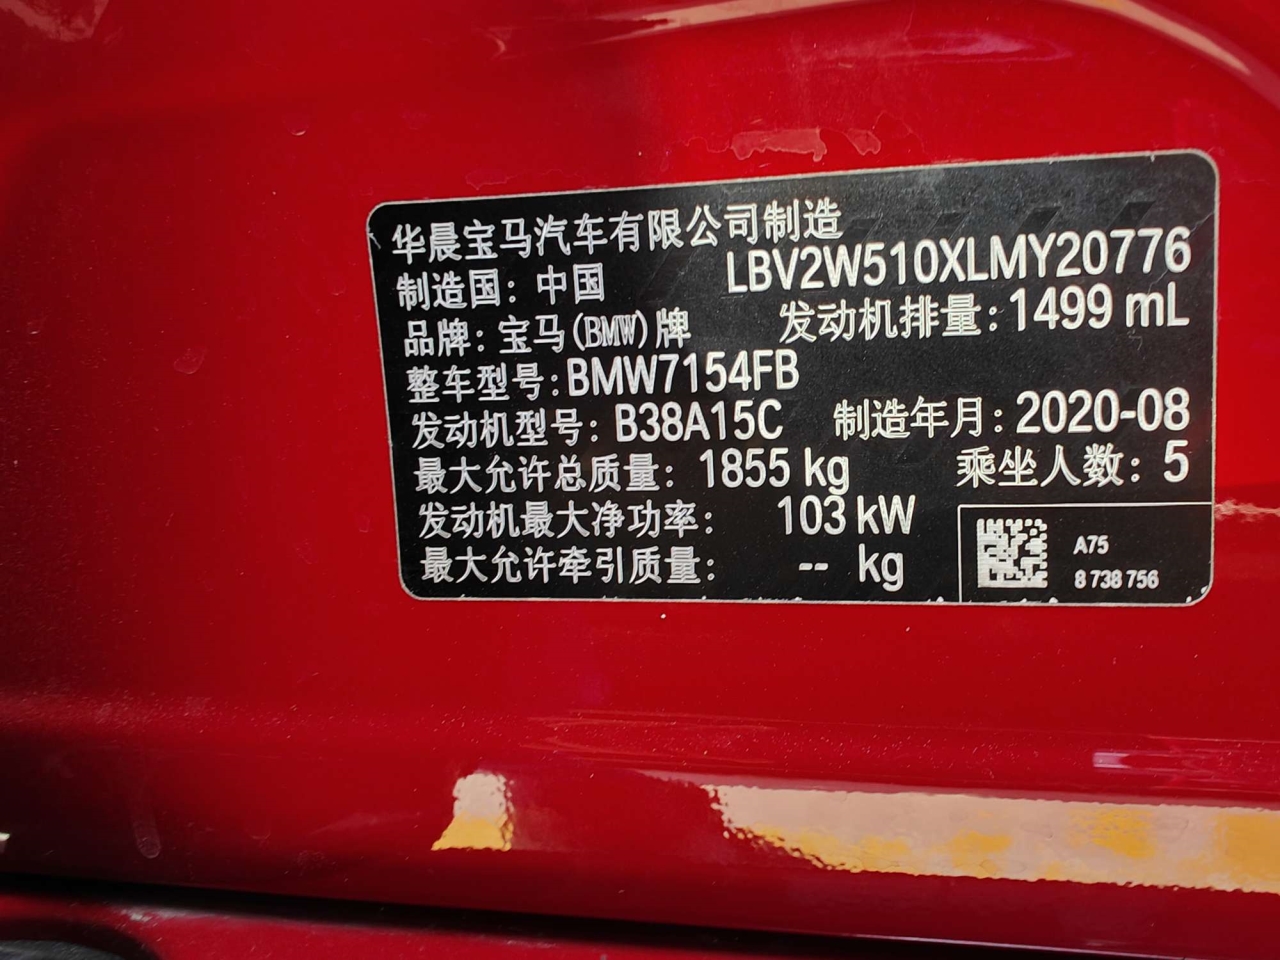 华晨宝马汽车有限公司制造
制造国：中国 LBV2W510XLMY20776
品牌：宝马(BMW)牌 发动机排量：1499 mL
整车型号：BMW7154FB
发动机型号：B38A15C 制造年月：2020-08
最大允许总质量：1855 kg 乘坐人数：5
发动机最大净功率：103 kW
最大允许牵引质量：-- kg
A75
8 738 756